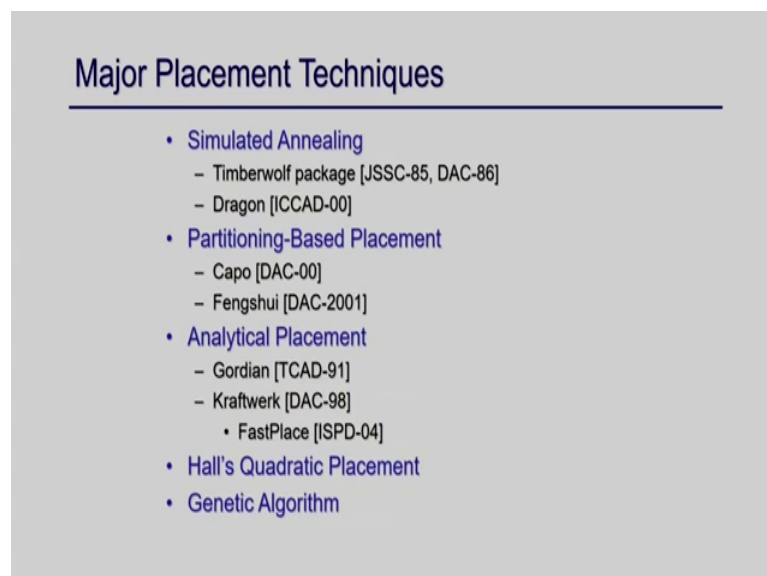 Major Placement Techniques
• Simulated Annealing
– Timberwolf package [JSSC-85, DAC-86]
– Dragon [ICCAD-00]
• Partitioning-Based Placement
– Capo [DAC-00]
– Fengshui [DAC-2001]
• Analytical Placement
– Gordian [TCAD-91]
– Kraftwerk [DAC-98]
• FastPlace [ISPD-04]
• Hall's Quadratic Placement
• Genetic Algorithm